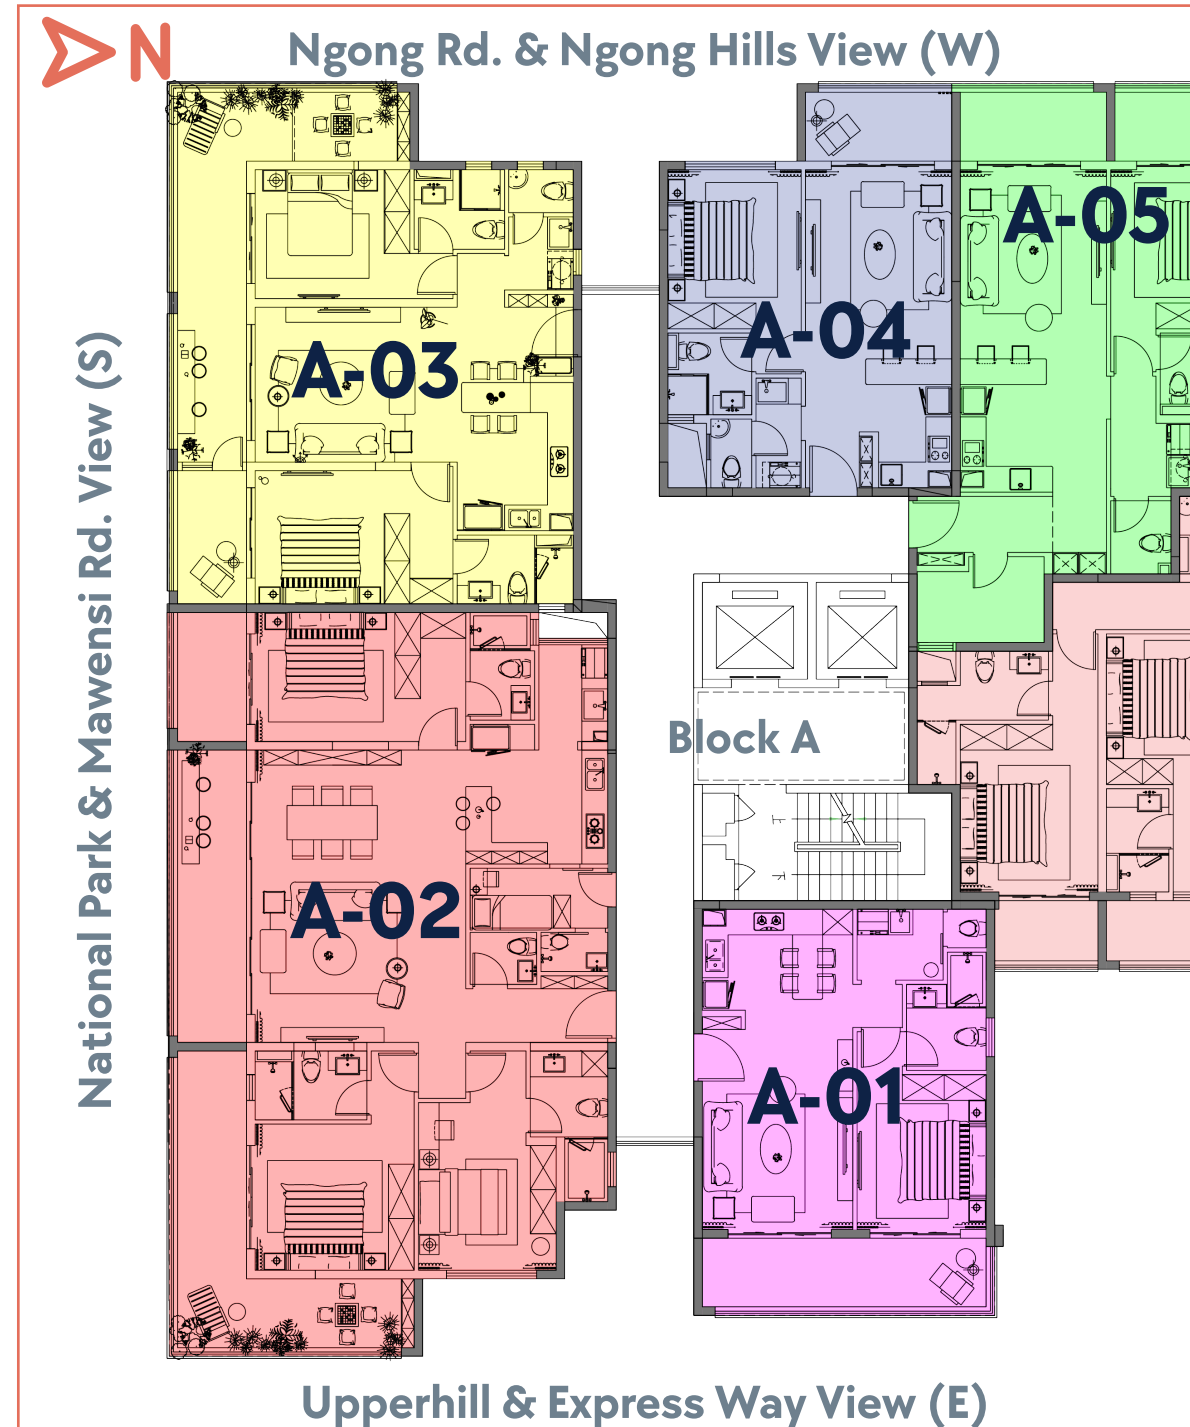 N
Ngong Rd. & Ngong Hills View (W)
A-05
A-04
A-03
National Park & Mawensi Rd. View (S)
Block A
A-02
A-01
Upperhill & Express Way View (E)